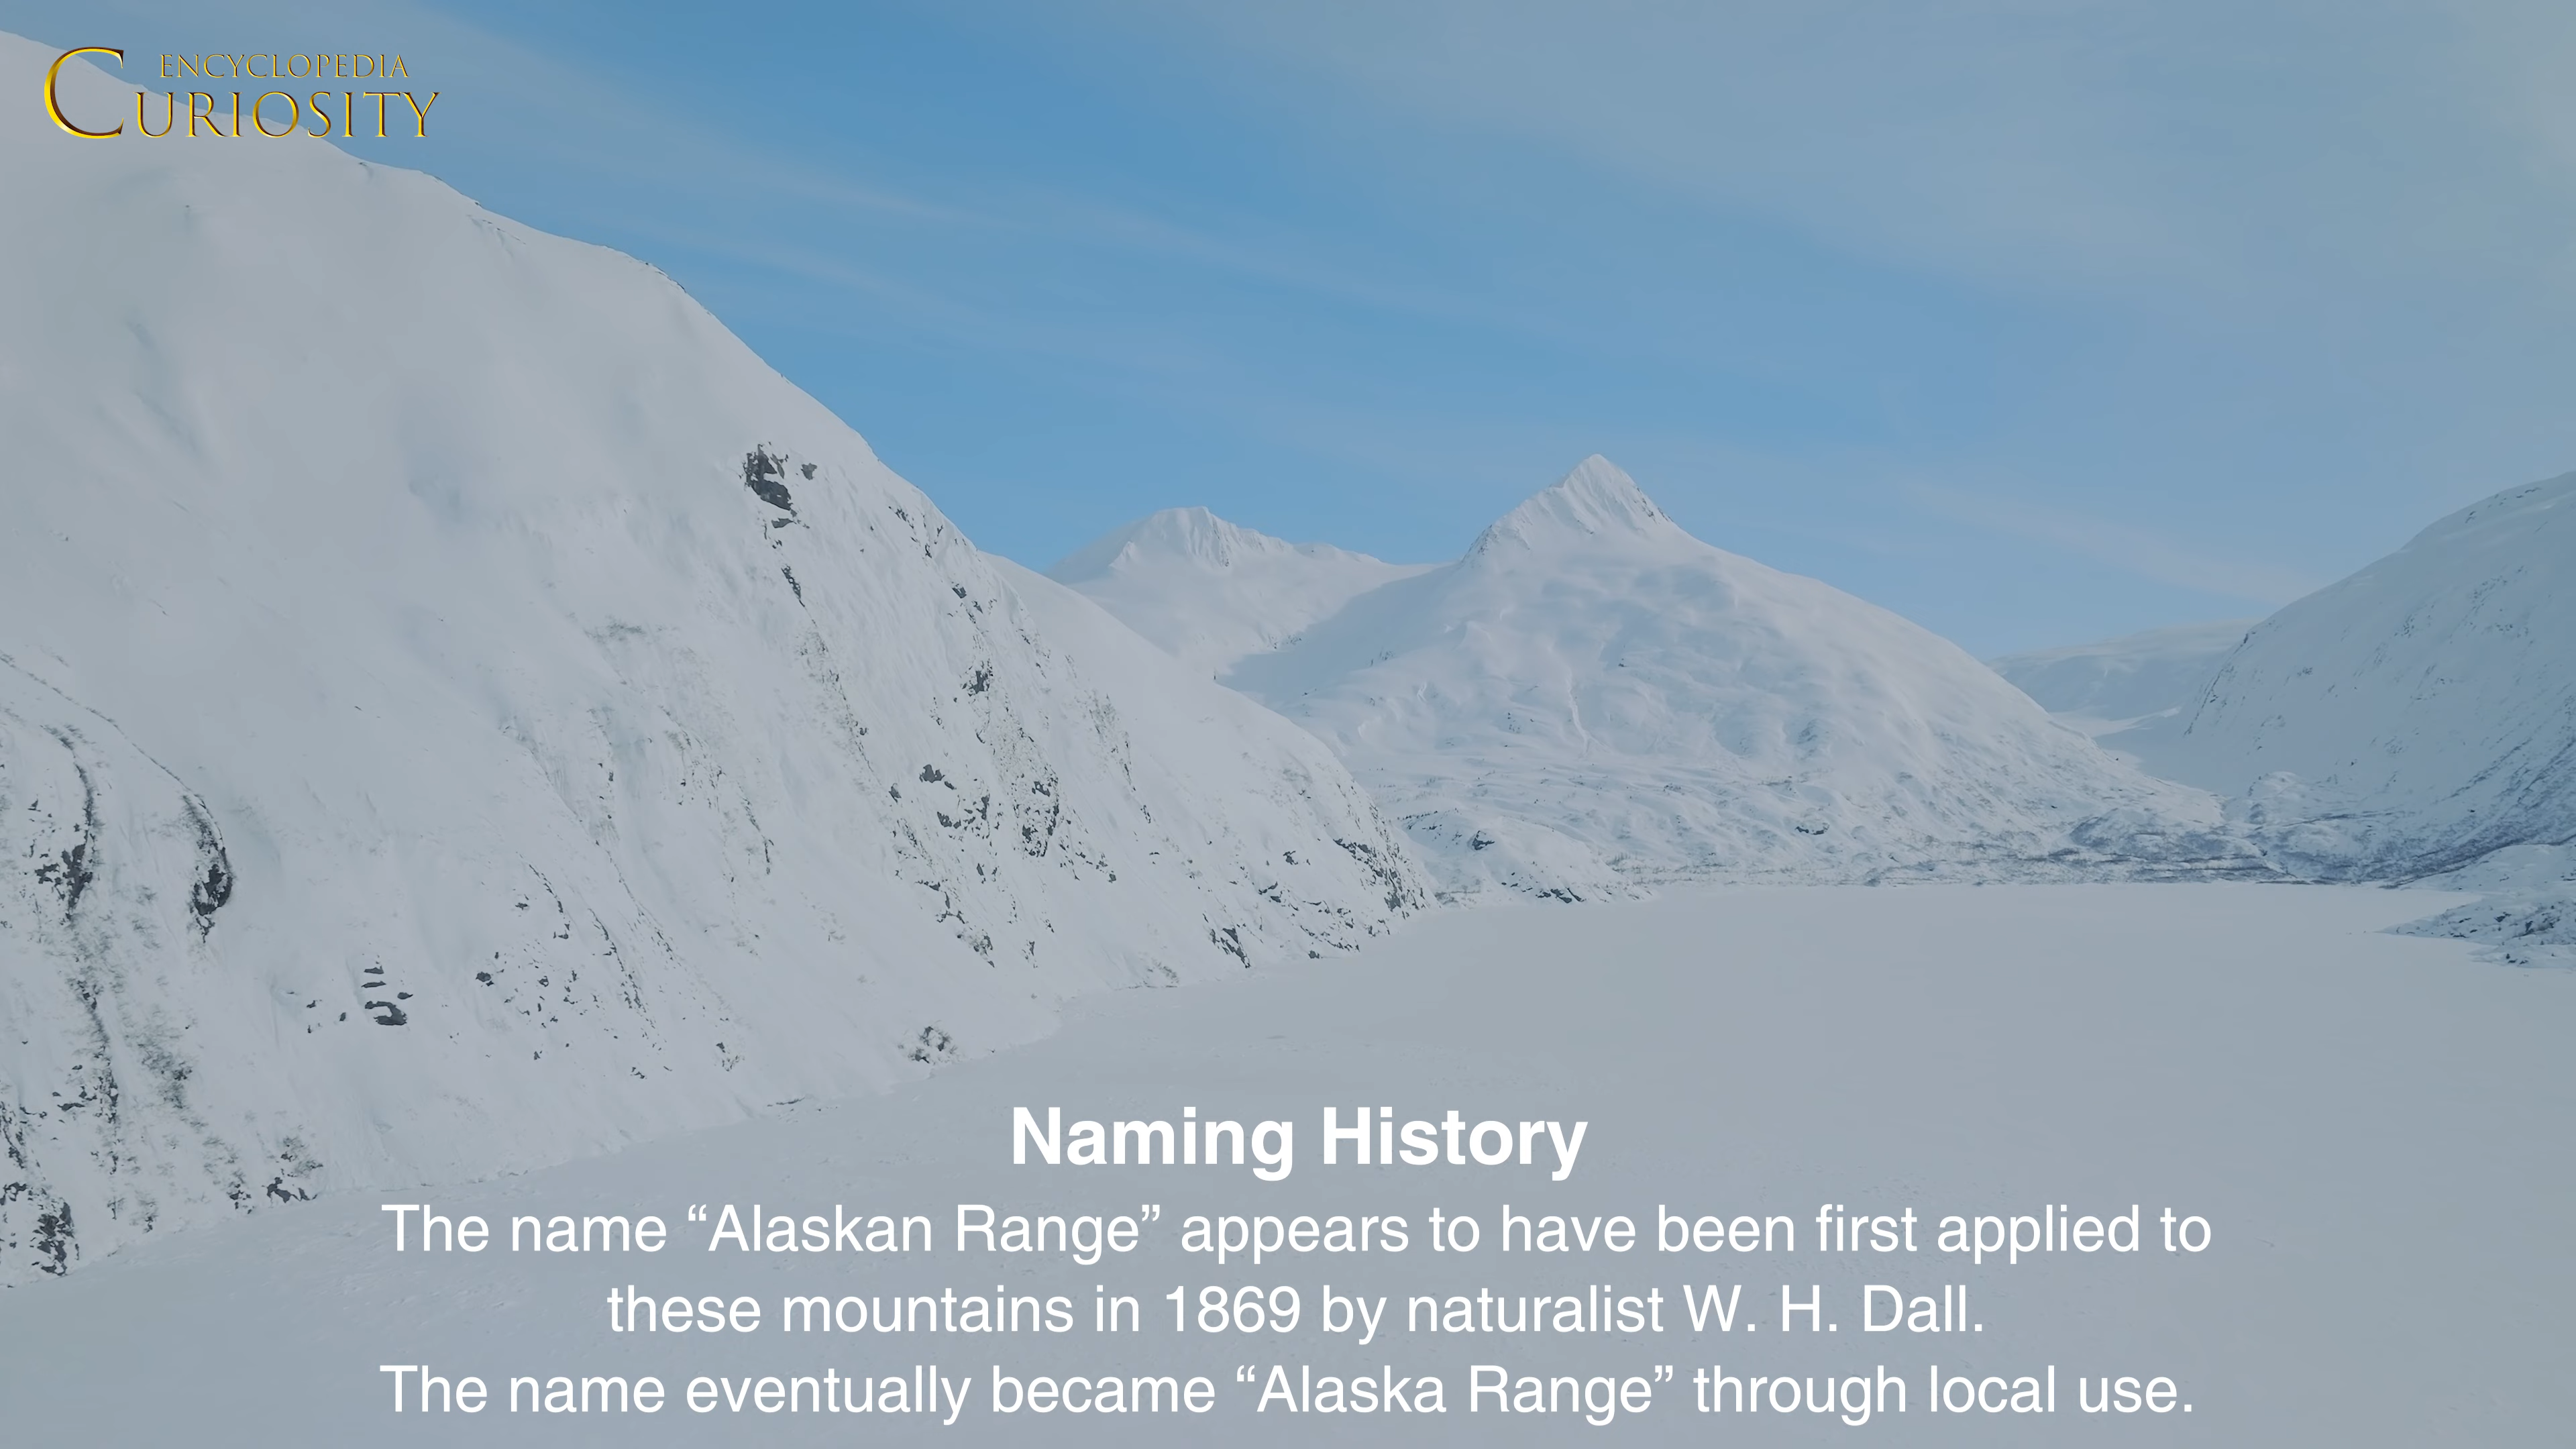 ENCYCLOPEDIA
CURIOSITY
Naming History
The name “Alaskan Range” appears to have been first applied to
these mountains in 1869 by naturalist W. H. Dall.
The name eventually became “Alaska Range” through local use.